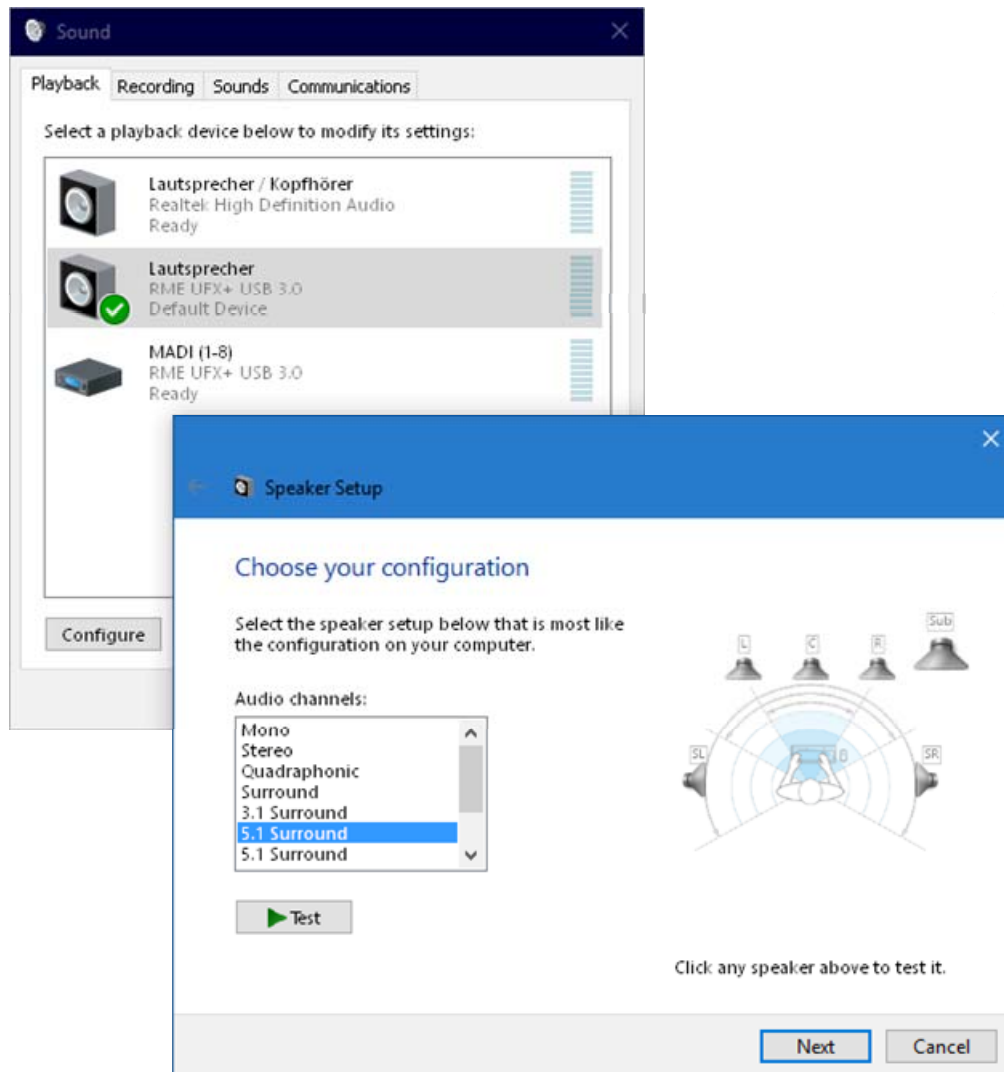 Sound
Playback Recording Sounds Communications
Select a playback device below to modify its settings:
Lautsprecher / Kopfhörer
Realtek High Definition Audio
Ready
Lautsprecher
RME UFX+ USB 3.0
Default Device
MADI (1-8)
RME UFX+ USB 3.0
Ready
Configure
Speaker Setup
Choose your configuration
Select the speaker setup below that is most like
the configuration on your computer.
Audio channels:
Mono
Stereo
Quadraphonic
Surround
3.1 Surround
5.1 Surround
5.1 Surround
Test
L C R Sub
SL SR
Click any speaker above to test it.
Next Cancel